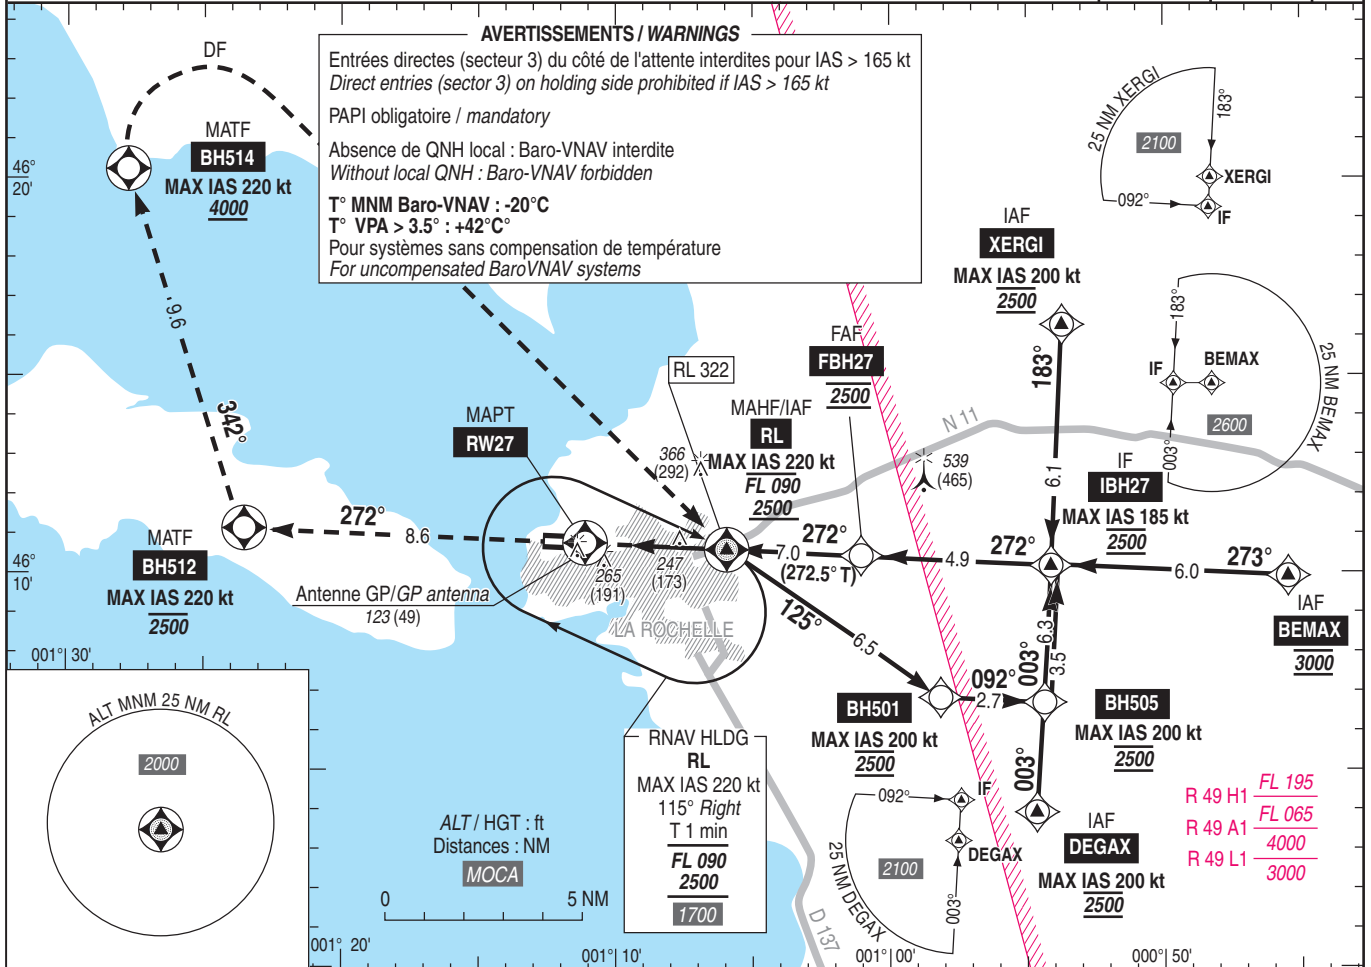 AVERTISSEMENTS / WARNINGS
Entrées directes (secteur 3) du côté de l'attente interdites pour IAS > 165 kt
Direct entries (sector 3) on holding side prohibited if IAS > 165 kt
PAPI obligatoire / mandatory
Absence de QNH local : Baro-VNAV interdite
Without local QNH : Baro-VNAV forbidden
T° MNM Baro-VNAV : -20°C
T° VPA > 3.5° : +42°C°
Pour systèmes sans compensation de température
For uncompensated BaroVNAV systems
DF
MATF
BH514
MAX IAS 220 kt
4000
46°
20'
9.6
342°
25 NM XERGI
183°
2100
XERGI
092°
IF
IAF
XERGI
MAX IAS 200 kt
2500
183°
6.1
183°
IF
BEMAX
25 NM BEMAX
2600
003°
FAF
FBH27
2500
RL 322
MAHF/IAF
RL
MAX IAS 220 kt
FL 090
2500
MAPT
RW27
366
(292)
N 11
539
(465)
IF
IBH27
MAX IAS 185 kt
2500
272°
8.6
272°
7.0
(272.5° T)
272°
4.9
273°
6.0
MATF
BH512
MAX IAS 220 kt
2500
46°
10'
Antenne GP/GP antenna
123 (49)
265
(191)
247
(173)
LA ROCHELLE
125°
6.5
IAF
BEMAX
3000
001° 30'
003°
6.3
3.5
092°
2.7
BH501
MAX IAS 200 kt
2500
BH505
MAX IAS 200 kt
2500
003°
IAF
DEGAX
MAX IAS 200 kt
2500
ALT MNM 25 NM RL
2000
RNAV HLDG
RL
MAX IAS 220 kt
115° Right
T 1 min
FL 090
2500
1700
ALT / HGT : ft
Distances : NM
MOCA
0
5 NM
092°
IF
DEGAX
25 NM DEGAX
2100
003°
D 137
R 49 H1
FL 195
FL 065
R 49 A1
4000
R 49 L1
3000
001° 20'
001° 10'
001° 00'
000° 50'